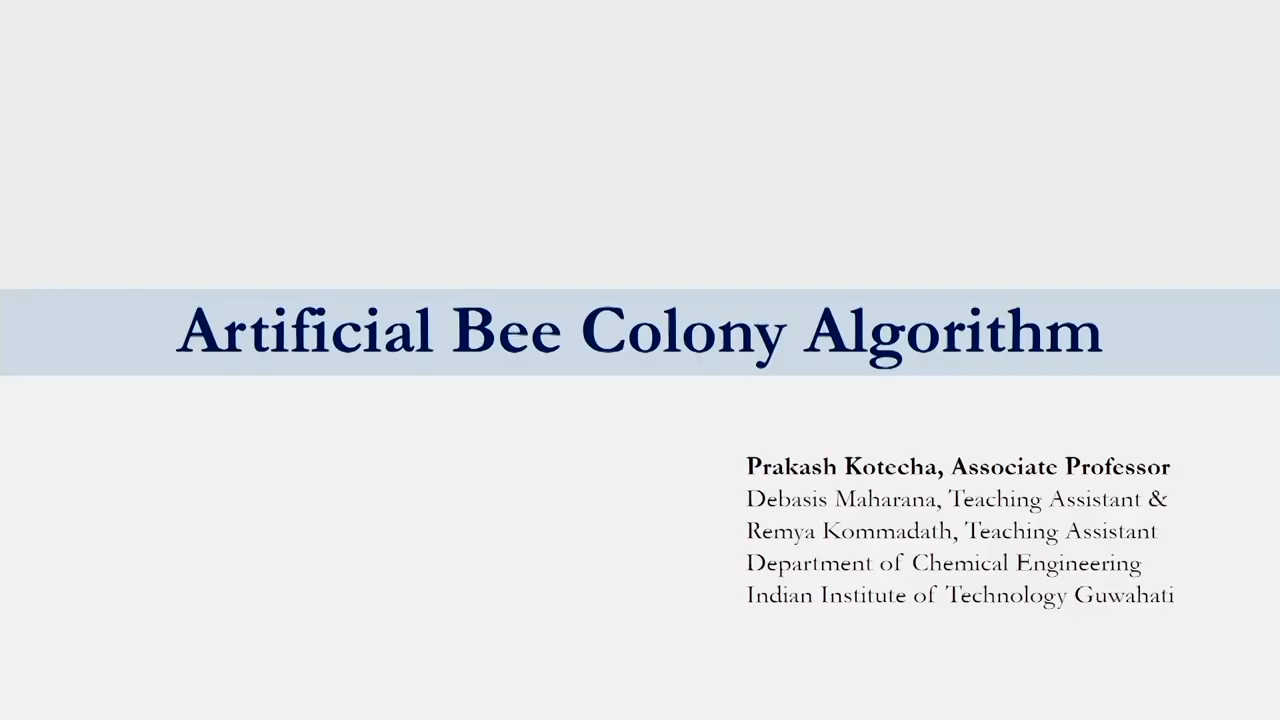 Artificial Bee Colony Algorithm
Prakash Kotecha, Associate Professor
Debasis Maharana, Teaching Assistant &
Remya Kommadath, Teaching Assistant
Department of Chemical Engineering
Indian Institute of Technology Guwahati